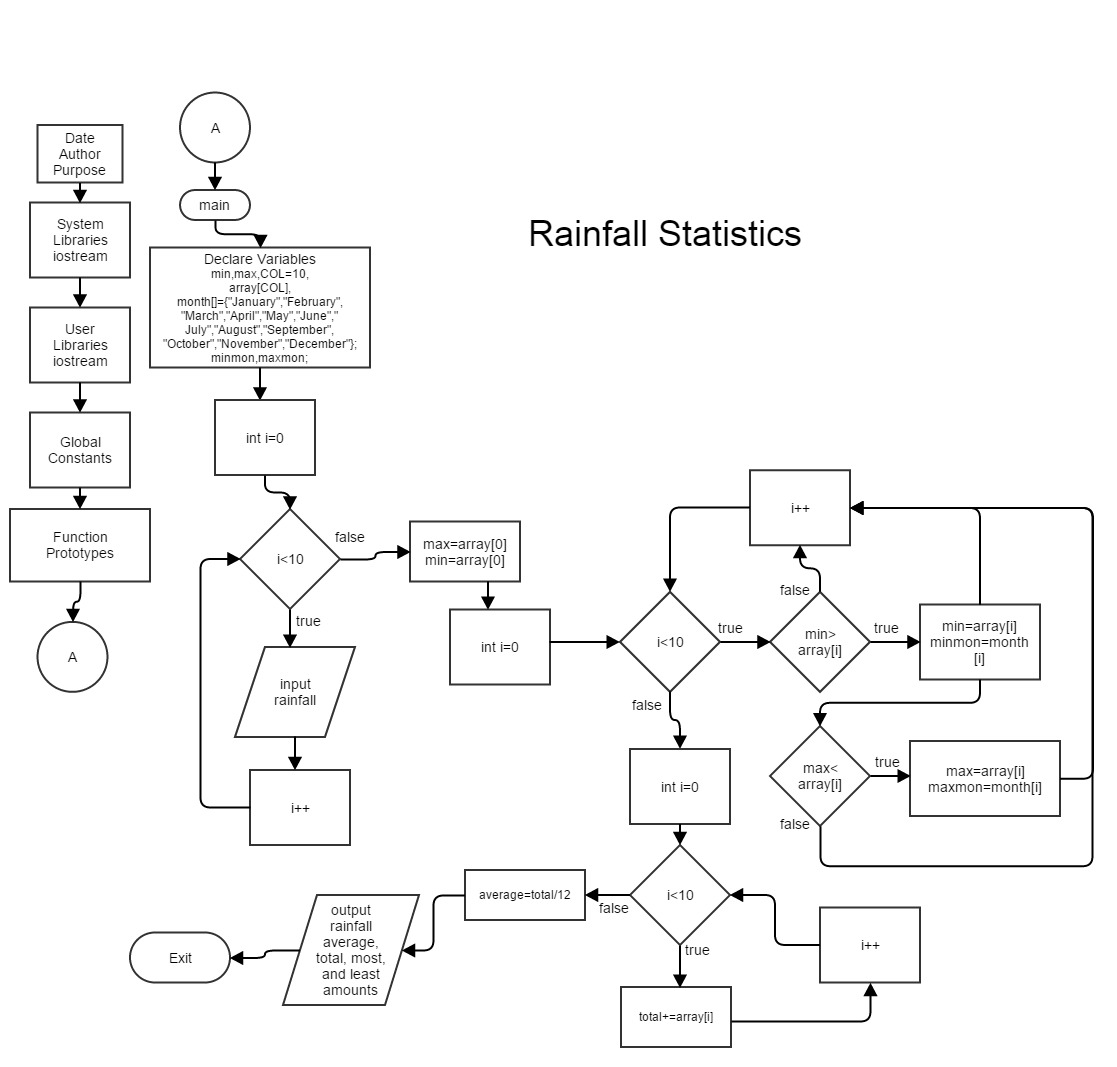 Rainfall Statistics
Date
Author
Purpose
System
Libraries
iostream
User
Libraries
iostream
Global
Constants
Function
Prototypes
A
A
main
Declare Variables
min,max,COL=10,
array[COL],
month[]={"January","February",
"March","April","May","June","
July","August","September",
"October","November","December"};
minmon,maxmon;
int i=0
i<10
false
true
input
rainfall
i++
max=array[0]
min=array[0]
int i=0
i<10
true
false
min>
array[i]
false
true
i++
min=array[i]
minmon=month
[i]
max<
array[i]
true
false
max=array[i]
maxmon=month[i]
int i=0
i<10
true
false
total+=array[i]
i++
average=total/12
output
rainfall
average,
total, most,
and least
amounts
Exit